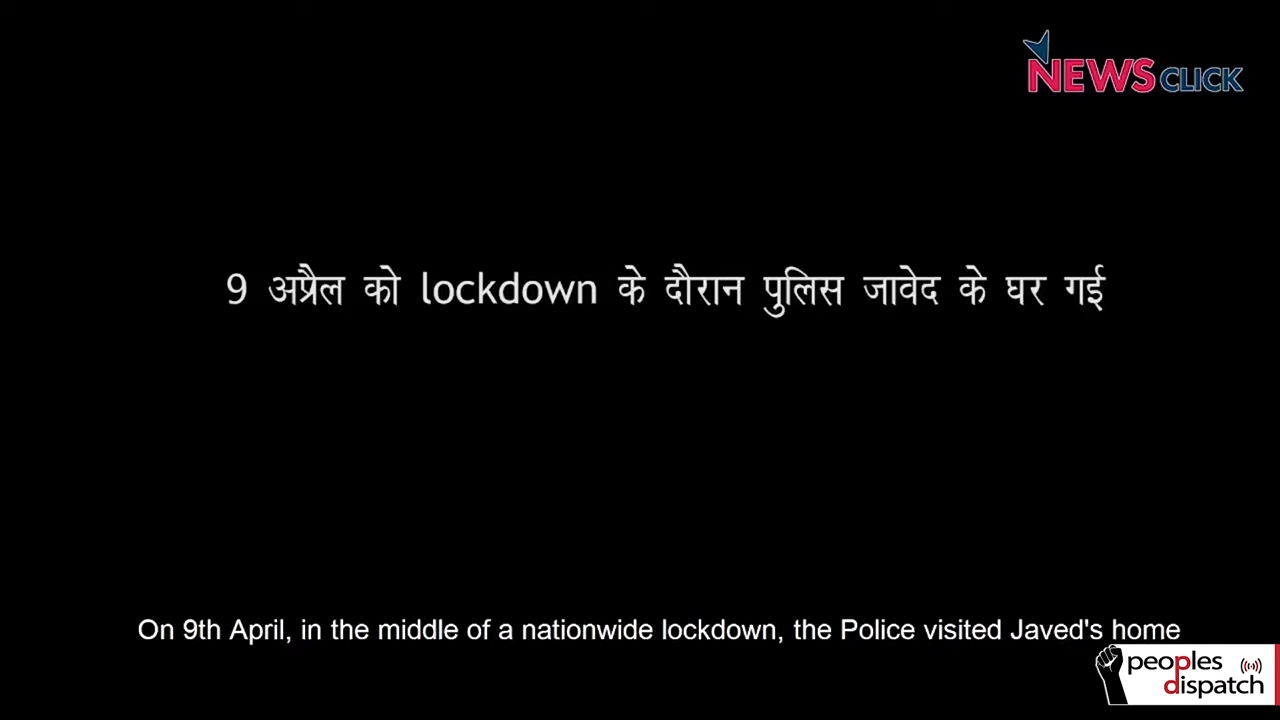 NEWSCLICK
9 अप्रैल को lockdown के दौरान पुलिस जावेद के घर गई
On 9th April, in the middle of a nationwide lockdown, the Police visited Javed's home
peoples
dispatch